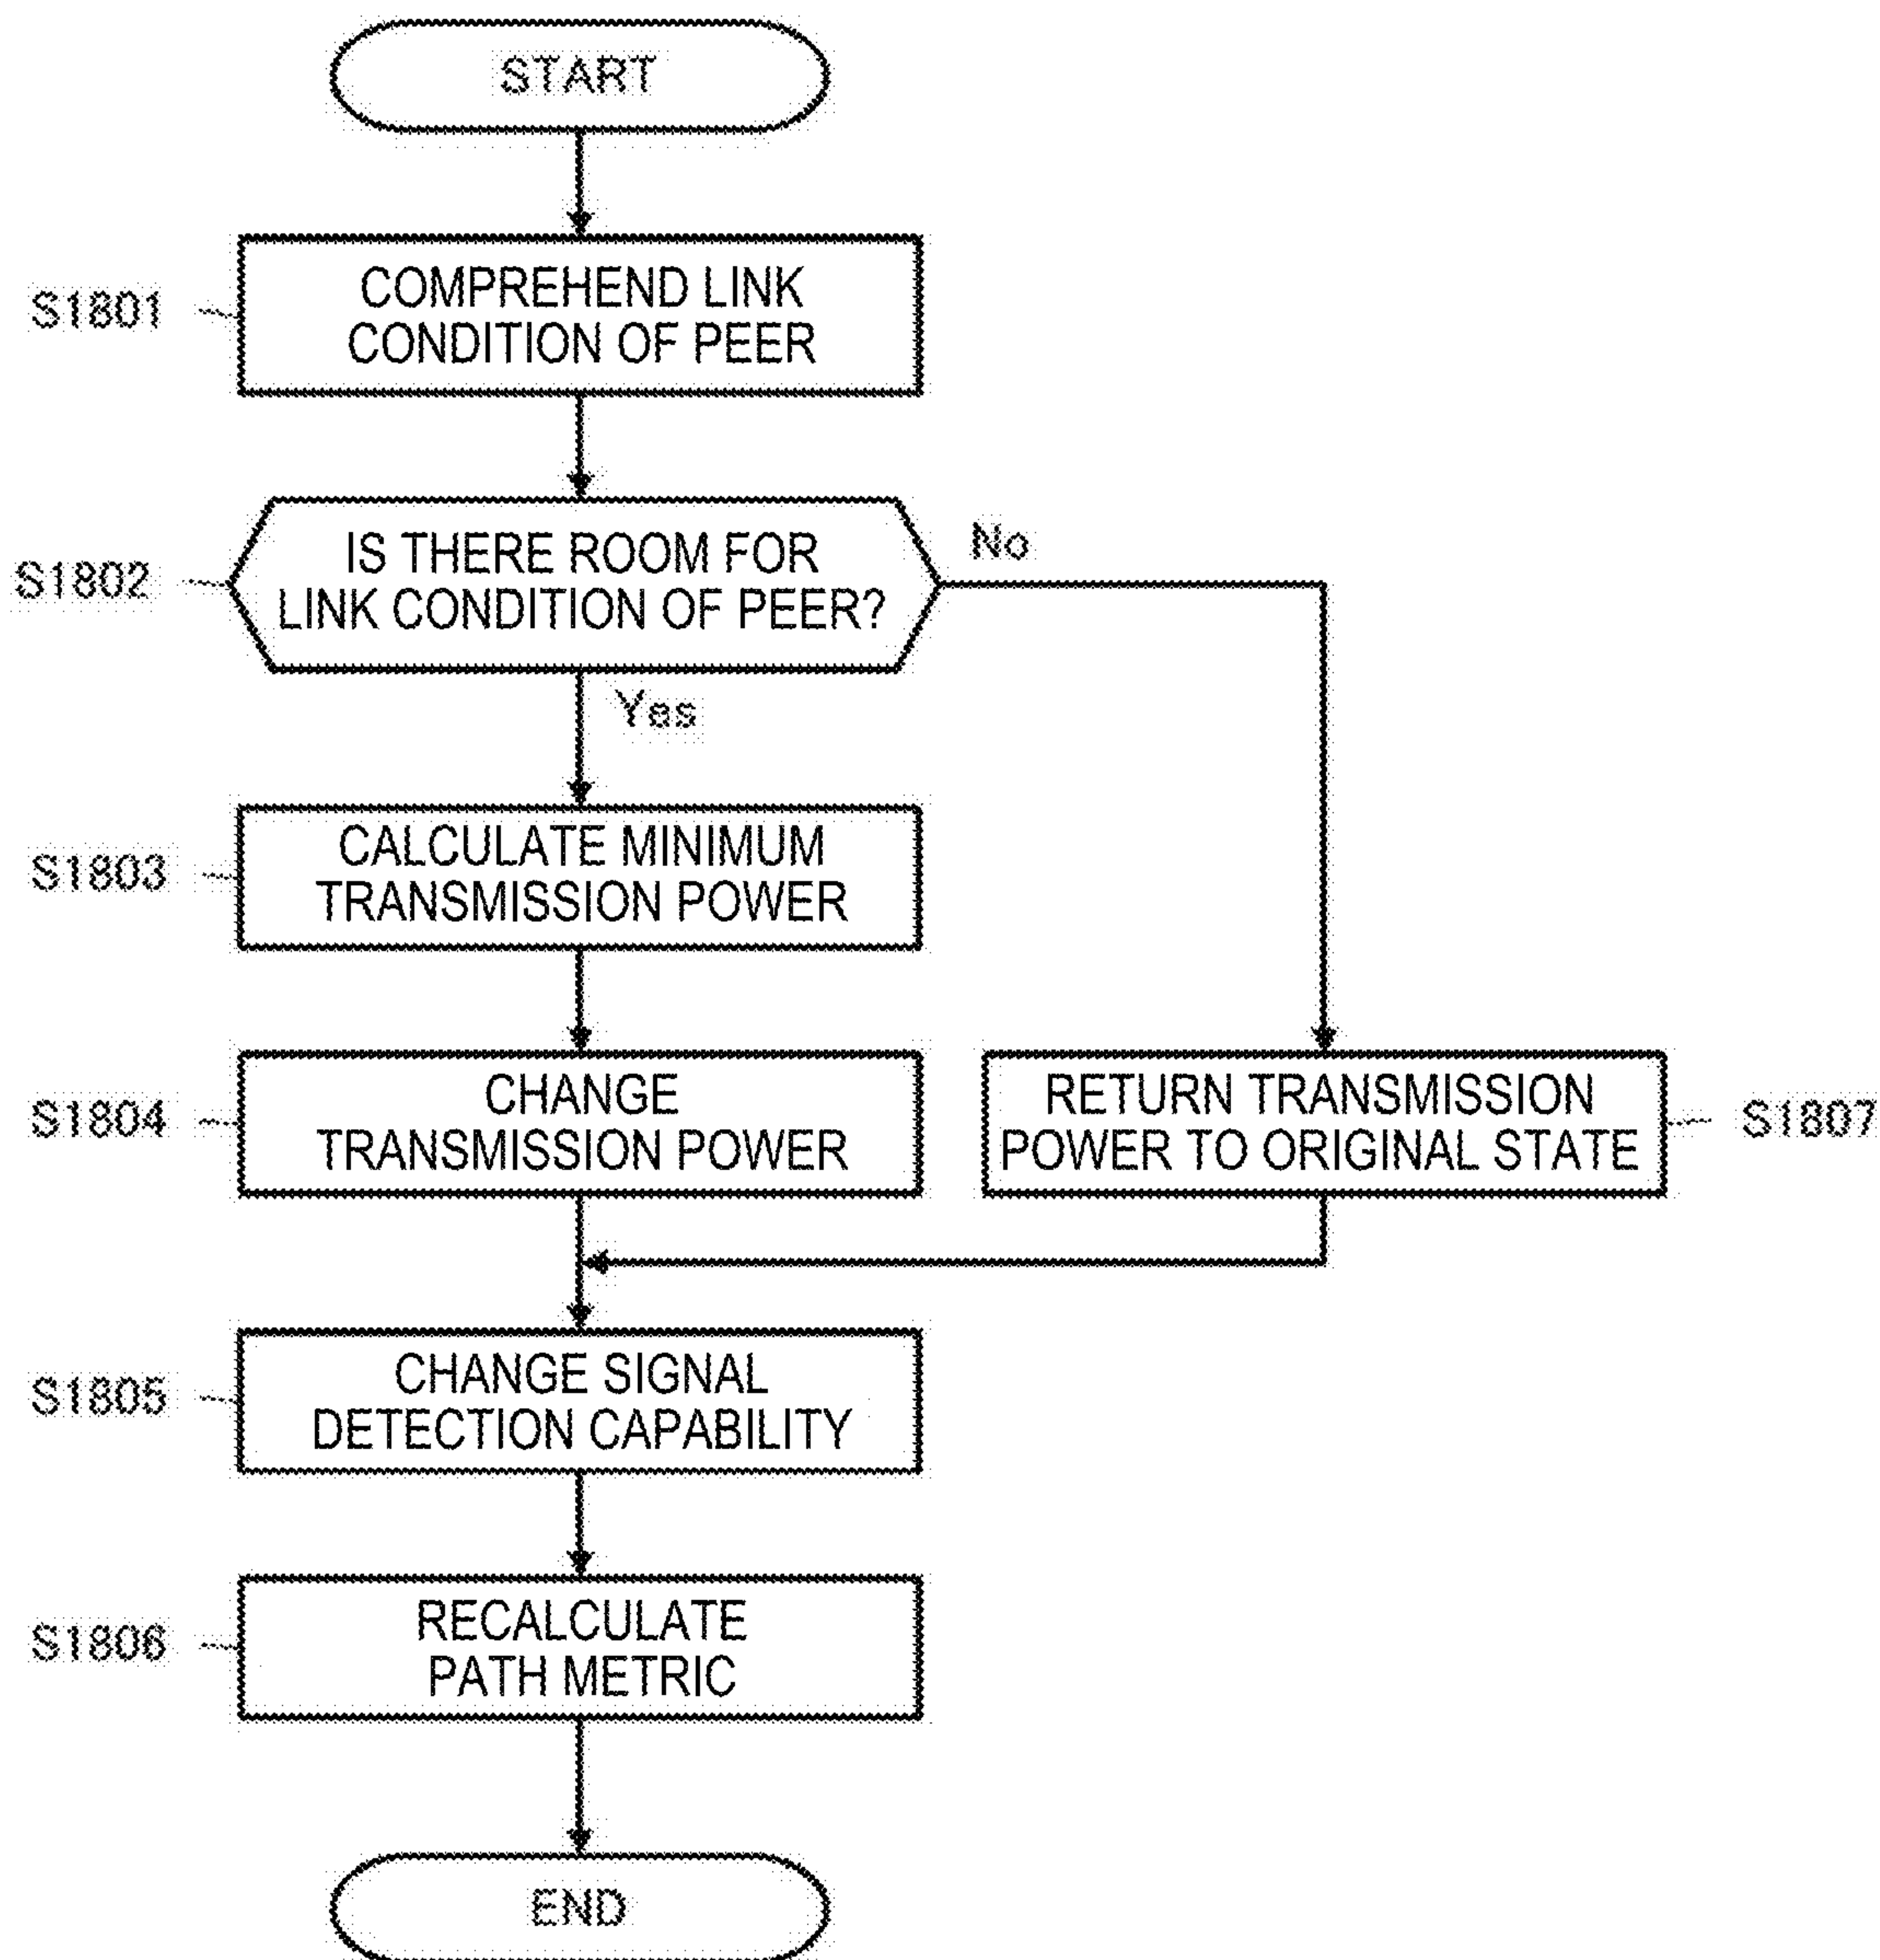 START
S1801
COMPREHEND LINK
CONDITION OF PEER
S1802
IS THERE ROOM FOR
LINK CONDITION OF PEER?
No
Yes
S1803
CALCULATE MINIMUM
TRANSMISSION POWER
S1804
CHANGE
TRANSMISSION POWER
RETURN TRANSMISSION
POWER TO ORIGINAL STATE
S1807
S1805
CHANGE SIGNAL
DETECTION CAPABILITY
S1806
RECALCULATE
PATH METRIC
END